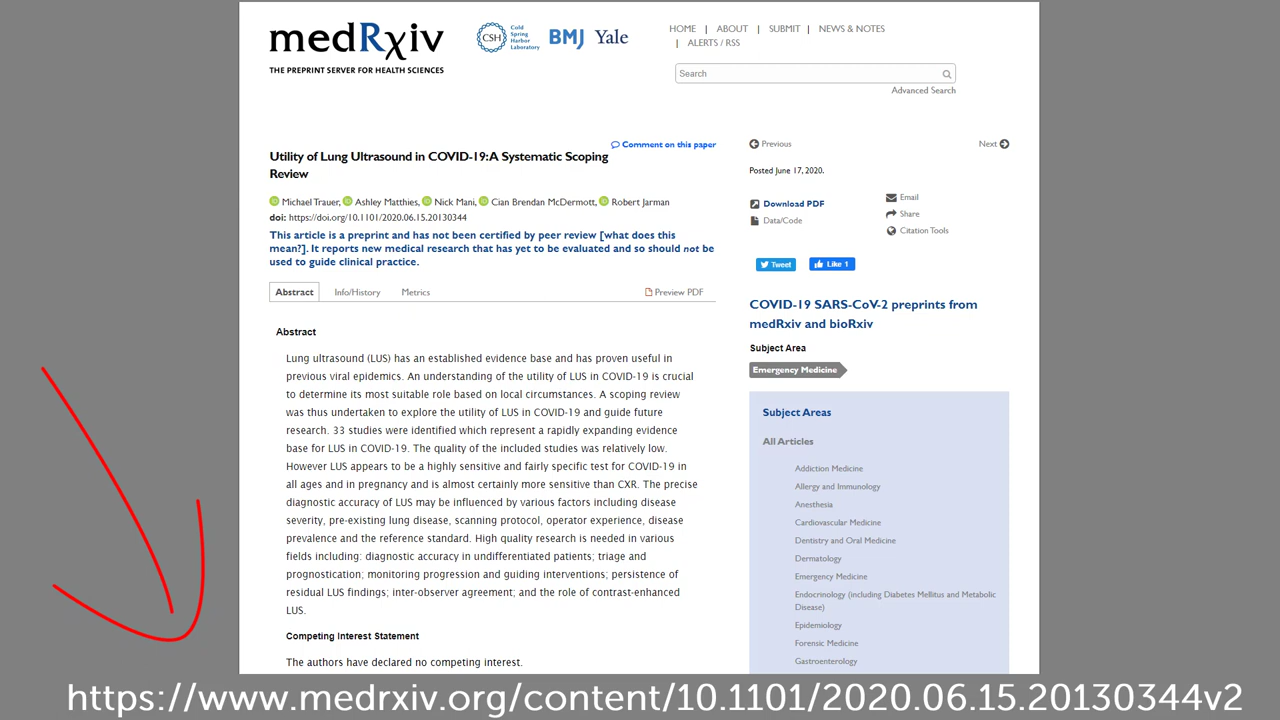 medRxiv
THE PREPRINT SERVER FOR HEALTH SCIENCES
CSH
Cold
Spring
Harbor
Laboratory
BMJ
Yale
HOME | ABOUT | SUBMIT | NEWS & NOTES
| ALERTS / RSS
Search
Advanced Search
Comment on this paper
Utility of Lung Ultrasound in COVID-19:A Systematic Scoping
Review
Michael Trauer, Ashley Matthies, Nick Mani, Cian Brendan McDermott, Robert Jarman
doi: https://doi.org/10.1101/2020.06.15.20130344
This article is a preprint and has not been certified by peer review [what does this
mean?]. It reports new medical research that has yet to be evaluated and so should not be
used to guide clinical practice.
Abstract Info/History Metrics Preview PDF
Abstract
Lung ultrasound (LUS) has an established evidence base and has proven useful in
previous viral epidemics. An understanding of the utility of LUS in COVID-19 is crucial
to determine its most suitable role based on local circumstances. A scoping review
was thus undertaken to explore the utility of LUS in COVID-19 and guide future
research. 33 studies were identified which represent a rapidly expanding evidence
base for LUS in COVID-19. The quality of the included studies was relatively low.
However LUS appears to be a highly sensitive and fairly specific test for COVID-19 in
all ages and in pregnancy and is almost certainly more sensitive than CXR. The precise
diagnostic accuracy of LUS may be influenced by various factors including disease
severity, pre-existing lung disease, scanning protocol, operator experience, disease
prevalence and the reference standard. High quality research is needed in various
fields including: diagnostic accuracy in undifferentiated patients; triage and
prognostication; monitoring progression and guiding interventions; persistence of
residual LUS findings; inter-observer agreement; and the role of contrast-enhanced
LUS.
Competing Interest Statement
The authors have declared no competing interest.
Previous Next
Posted June 17, 2020.
Download PDF
Data/Code
Email
Share
Citation Tools
Tweet
Like 1
COVID-19 SARS-CoV-2 preprints from
medRxiv and bioRxiv
Subject Area
Emergency Medicine
Subject Areas
All Articles
Addiction Medicine
Allergy and Immunology
Anesthesia
Cardiovascular Medicine
Dentistry and Oral Medicine
Dermatology
Emergency Medicine
Endocrinology (including Diabetes Mellitus and Metabolic
Disease)
Epidemiology
Forensic Medicine
Gastroenterology
https://www.medrxiv.org/content/10.1101/2020.06.15.20130344v2